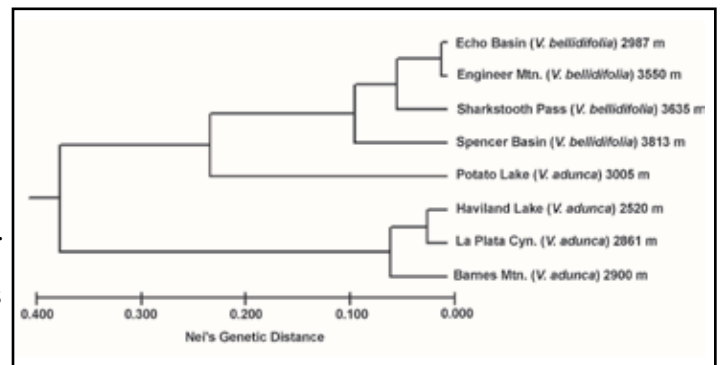 Echo Basin (V. bellidifolia) 2987 m
Engineer Mtn. (V. bellidifolia) 3550 m
Sharkstooth Pass (V. bellidifolia) 3635 m
Spencer Basin (V. bellidifolia) 3813 m
Potato Lake (V. adunca) 3005 m
Haviland Lake (V. adunca) 2520 m
La Plata Cyn. (V. adunca) 2861 m
Barnes Mtn. (V. adunca) 2900 m
0.400 0.300 0.200 0.100 0.000
Nei's Genetic Distance